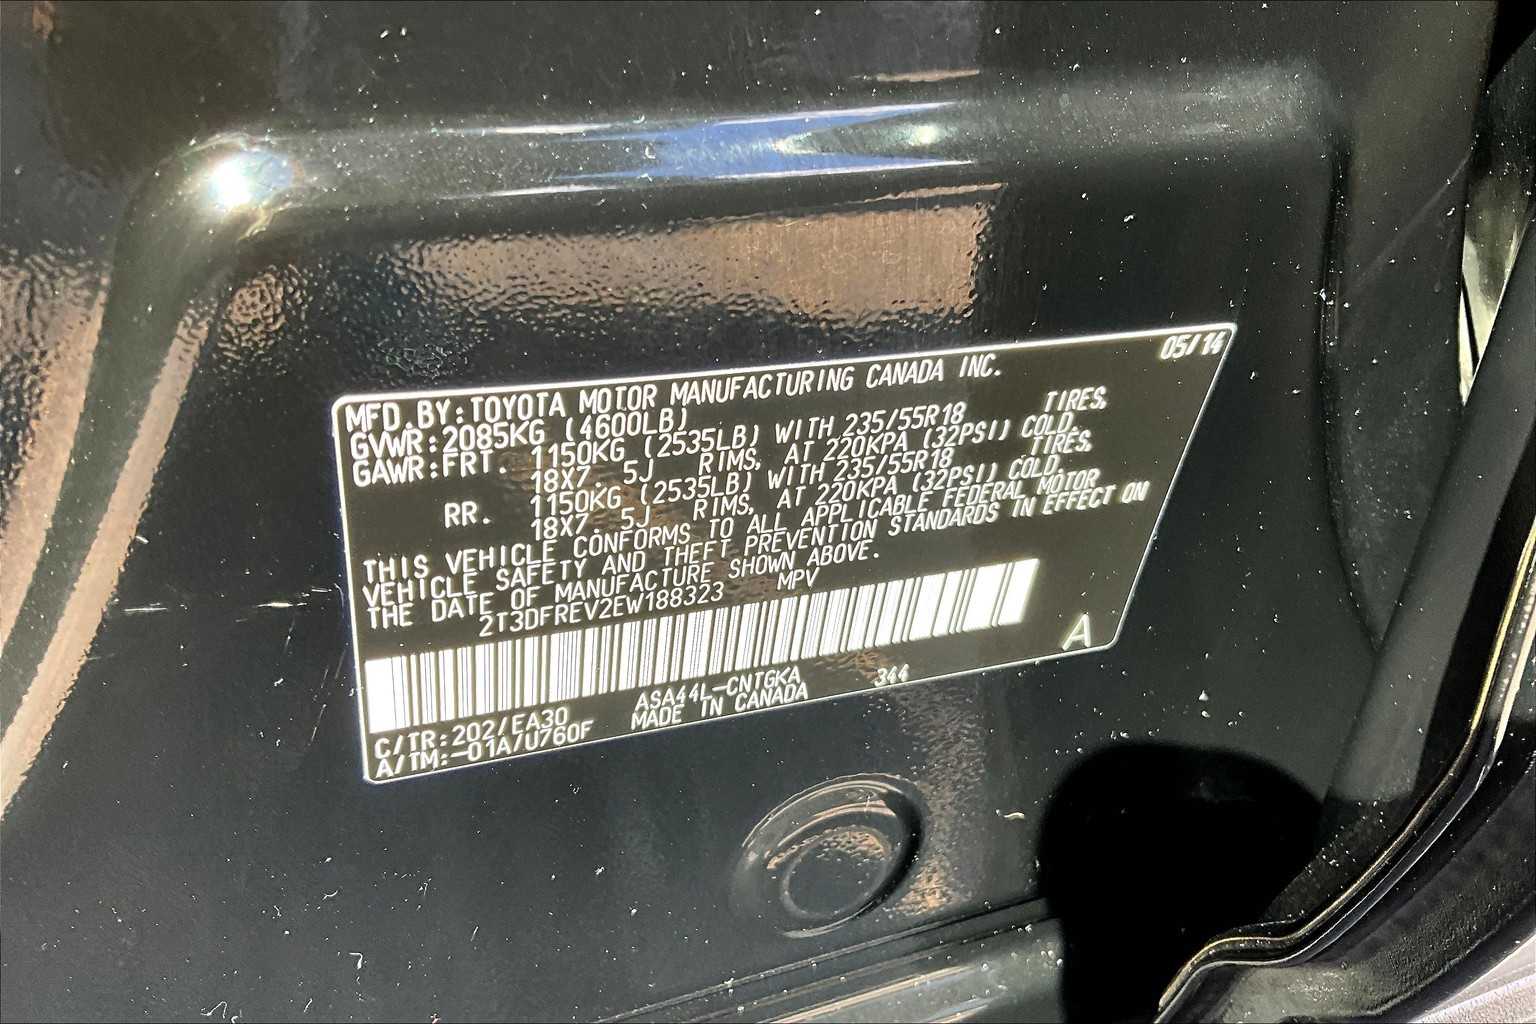 05/14
MFD.BY:TOYOTA MOTOR MANUFACTURING CANADA INC.
GVWR:2085KG (4600LB)
GAWR:FRT. 1150KG (2535LB) WITH 235/55R18 TIRES,
18X7.5J RIMS, AT 220KPA (32PSI) COLD.
RR. 1150KG (2535LB) WITH 235/55R18 TIRES,
18X7.5J RIMS, AT 220KPA (32PSI) COLD.
THIS VEHICLE CONFORMS TO ALL APPLICABLE FEDERAL MOTOR
VEHICLE SAFETY AND THEFT PREVENTION STANDARDS IN EFFECT ON
THE DATE OF MANUFACTURE SHOWN ABOVE.
2T3DFREV2EW188323 MPV
A
C/TR:202/EA30 ASA44L-CNTGKA 344
A/TM:-01A/U760F MADE IN CANADA